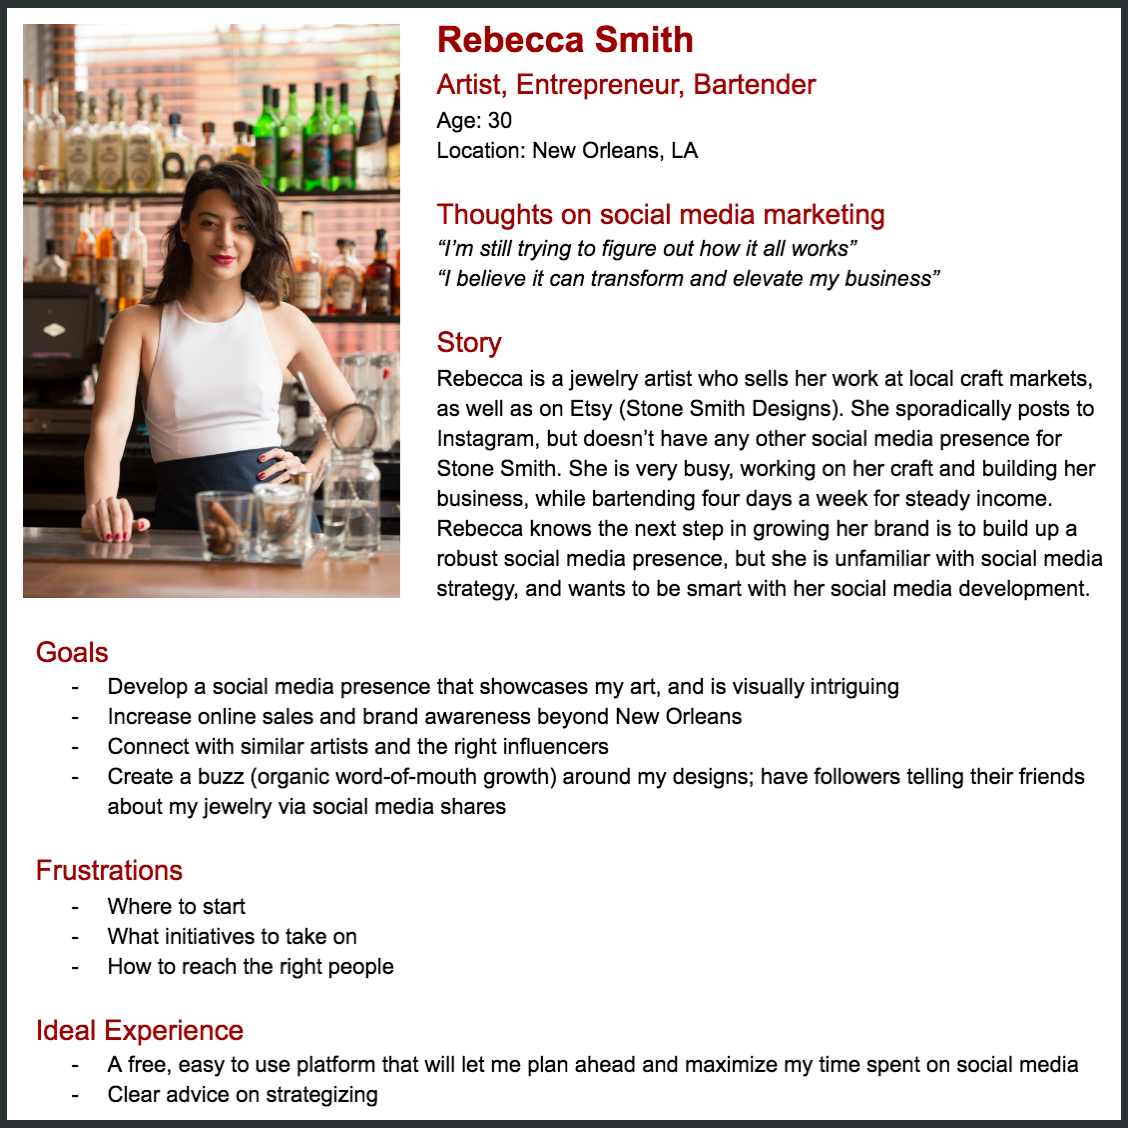 Rebecca Smith
Artist, Entrepreneur, Bartender
Age: 30
Location: New Orleans, LA
Thoughts on social media marketing
“I’m still trying to figure out how it all works”
“I believe it can transform and elevate my business”
Story
Rebecca is a jewelry artist who sells her work at local craft markets,
as well as on Etsy (Stone Smith Designs). She sporadically posts to
Instagram, but doesn’t have any other social media presence for
Stone Smith. She is very busy, working on her craft and building her
business, while bartending four days a week for steady income.
Rebecca knows the next step in growing her brand is to build up a
robust social media presence, but she is unfamiliar with social media
strategy, and wants to be smart with her social media development.
Goals
- Develop a social media presence that showcases my art, and is visually intriguing
- Increase online sales and brand awareness beyond New Orleans
- Connect with similar artists and the right influencers
- Create a buzz (organic word-of-mouth growth) around my designs; have followers telling their friends
about my jewelry via social media shares
Frustrations
- Where to start
- What initiatives to take on
- How to reach the right people
Ideal Experience
- A free, easy to use platform that will let me plan ahead and maximize my time spent on social media
- Clear advice on strategizing